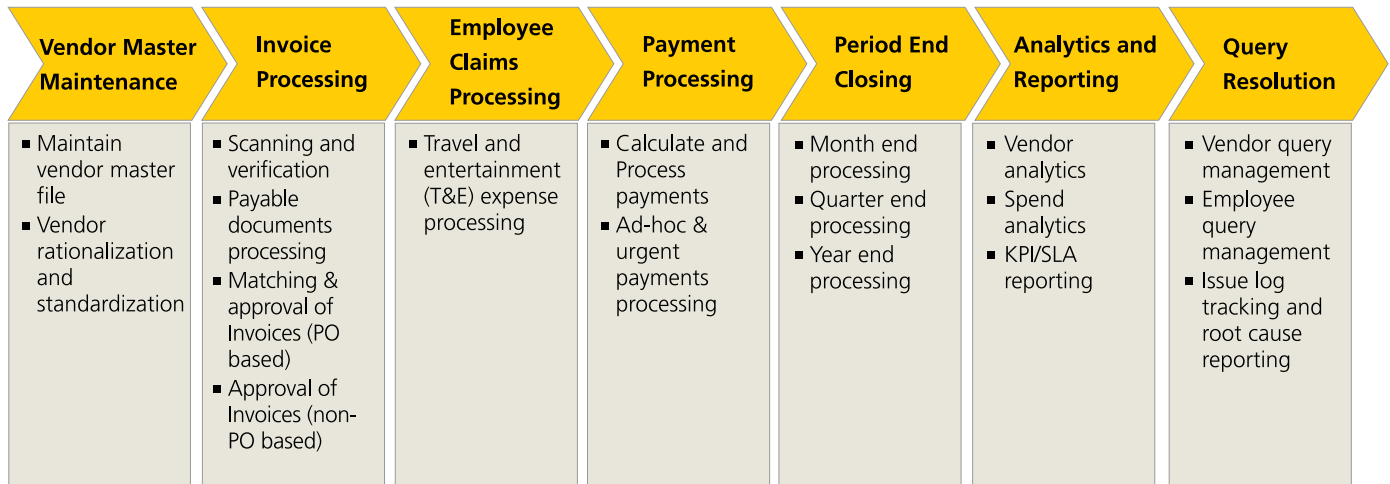 Vendor Master
Maintenance
Invoice
Processing
Employee
Claims
Processing
Payment
Processing
Period End
Closing
Analytics and
Reporting
Query
Resolution
▪ Maintain
vendor master
file
▪ Vendor
rationalization
and
standardization
▪ Scanning and
verification
▪ Payable
documents
processing
▪ Matching &
approval of
Invoices (PO
based)
▪ Approval of
Invoices (non-
PO based)
▪ Travel and
entertainment
(T&E) expense
processing
▪ Calculate and
Process
payments
▪ Ad-hoc &
urgent
payments
processing
▪ Month end
processing
▪ Quarter end
processing
▪ Year end
processing
▪ Vendor
analytics
▪ Spend
analytics
▪ KPI/SLA
reporting
▪ Vendor query
management
▪ Employee
query
management
▪ Issue log
tracking and
root cause
reporting